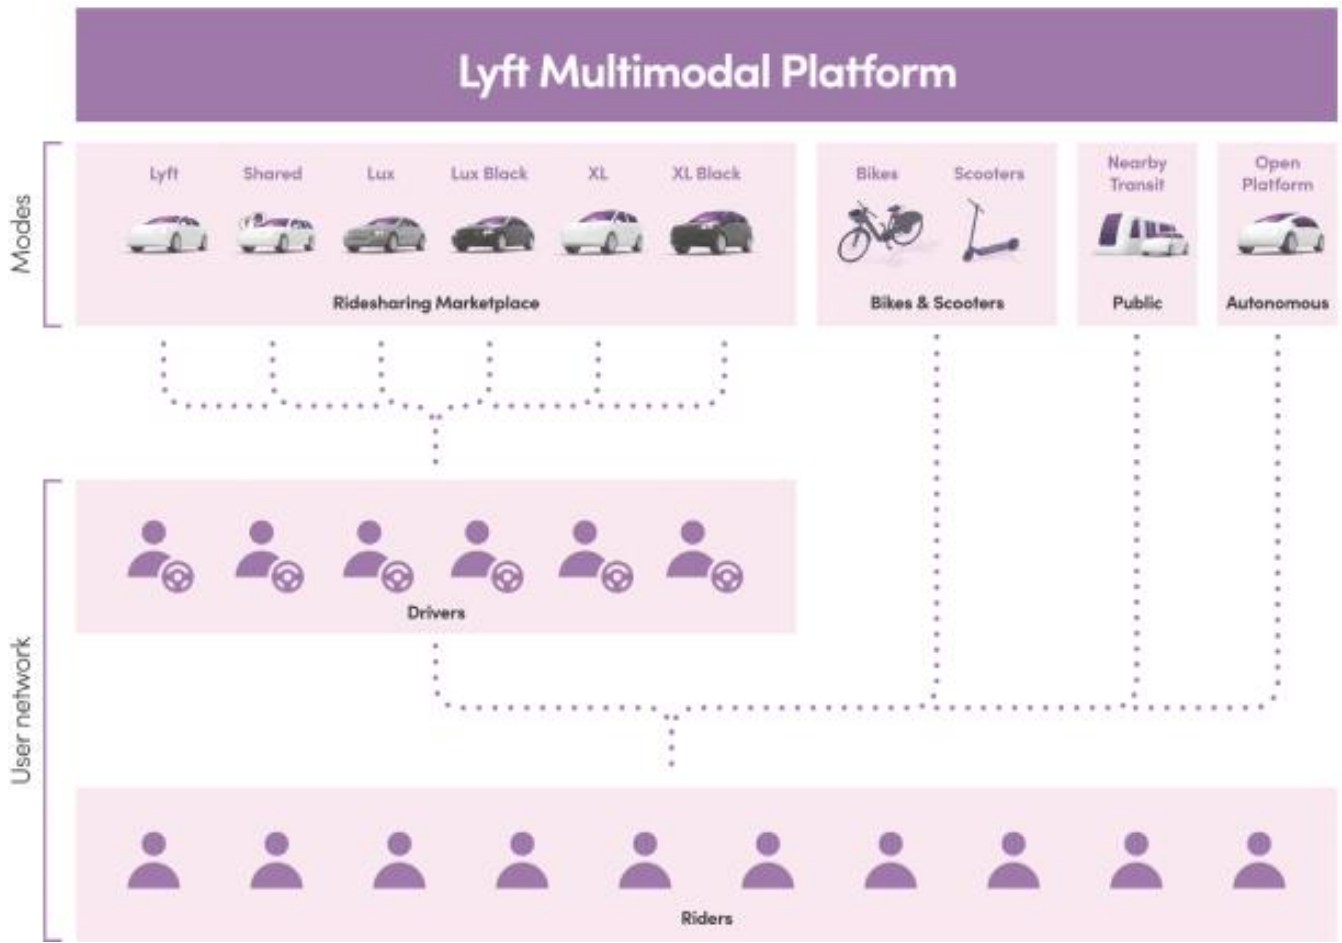 Lyft Multimodal Platform
Modes
Lyft
Shared
Lux
Lux Black
XL
XL Black
Ridesharing Marketplace
Bikes
Scooters
Bikes & Scooters
Nearby
Transit
Public
Open
Platform
Autonomous
User network
Drivers
Riders